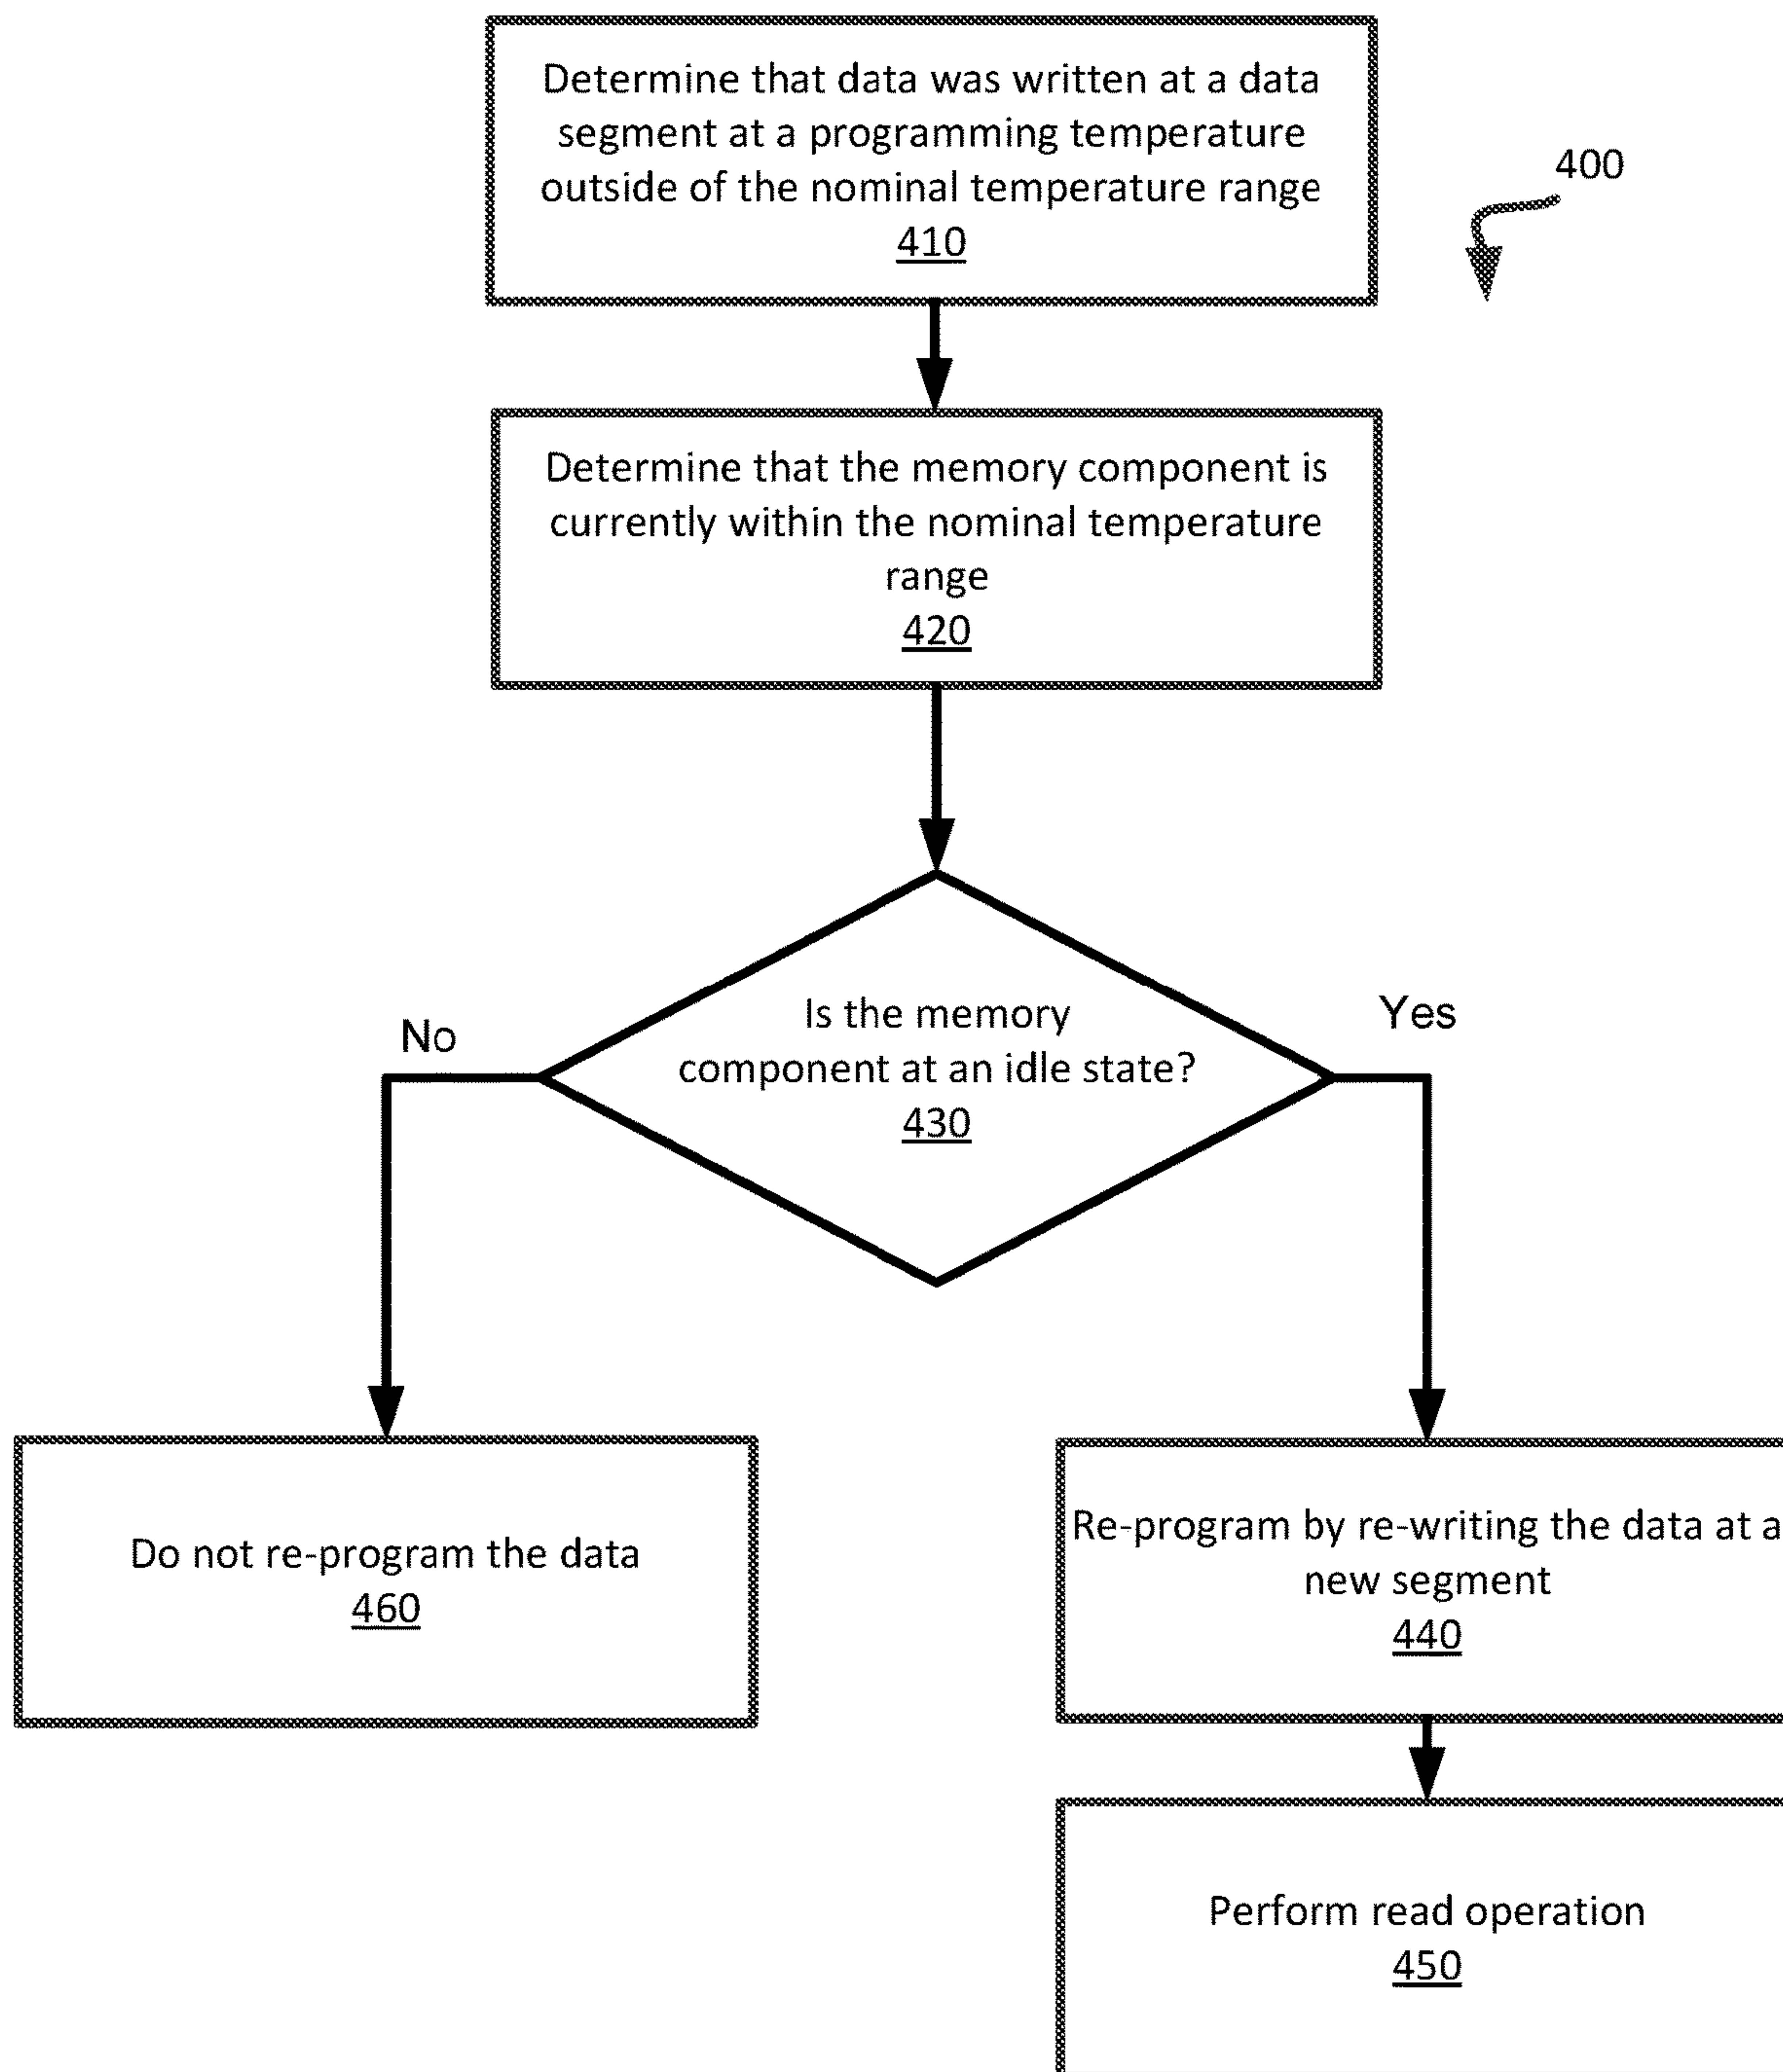 Determine that data was written at a data
segment at a programming temperature
outside of the nominal temperature range
410
400
Determine that the memory component is
currently within the nominal temperature
range
420
Is the memory
component at an idle state?
430
No
Yes
Do not re-program the data
460
Re-program by re-writing the data at a
new segment
440
Perform read operation
450